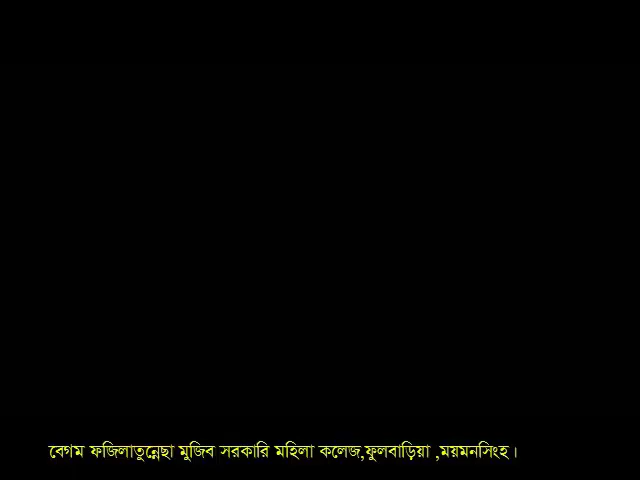 বেগম ফজিলাতুন্নেছা মুজিব সরকারি মহিলা কলেজ,ফুলবাড়িয়া ,ময়মনসিংহ।